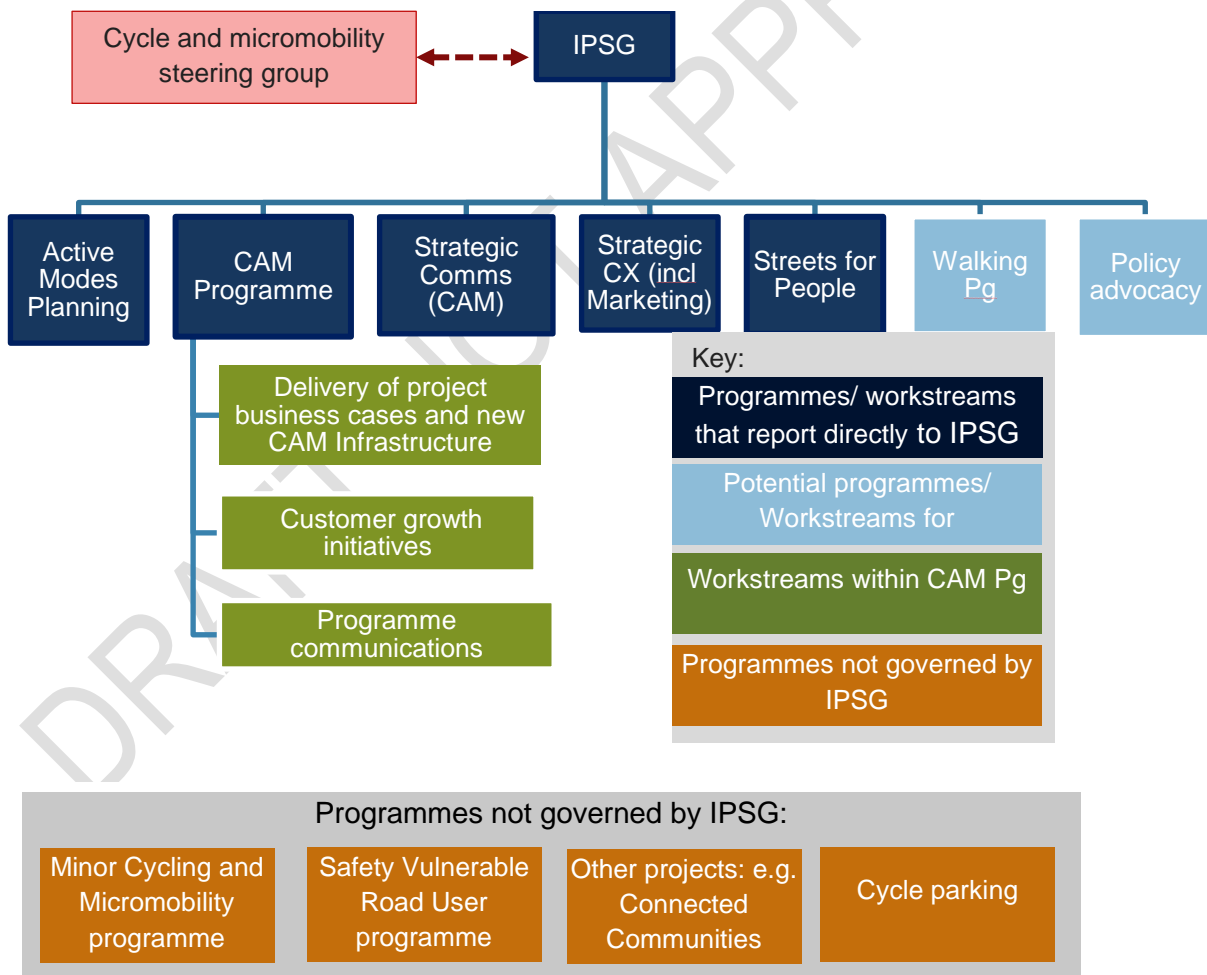 Cycle and micromobility
steering group
IPSG
Active
Modes
Planning
CAM
Programme
Strategic
Comms
(CAM)
Strategic
CX (incl
Marketing)
Streets for
People
Walking
Pg
Policy
advocacy
Delivery of project
business cases and new
CAM Infrastructure
Customer growth
initiatives
Programme
communications
Key:
Programmes/ workstreams
that report directly to IPSG
Potential programmes/
Workstreams for
Workstreams within CAM Pg
Programmes not governed by
IPSG
Programmes not governed by IPSG:
Minor Cycling and
Micromobility
programme
Safety Vulnerable
Road User
programme
Other projects: e.g.
Connected
Communities
Cycle parking
DRAFT